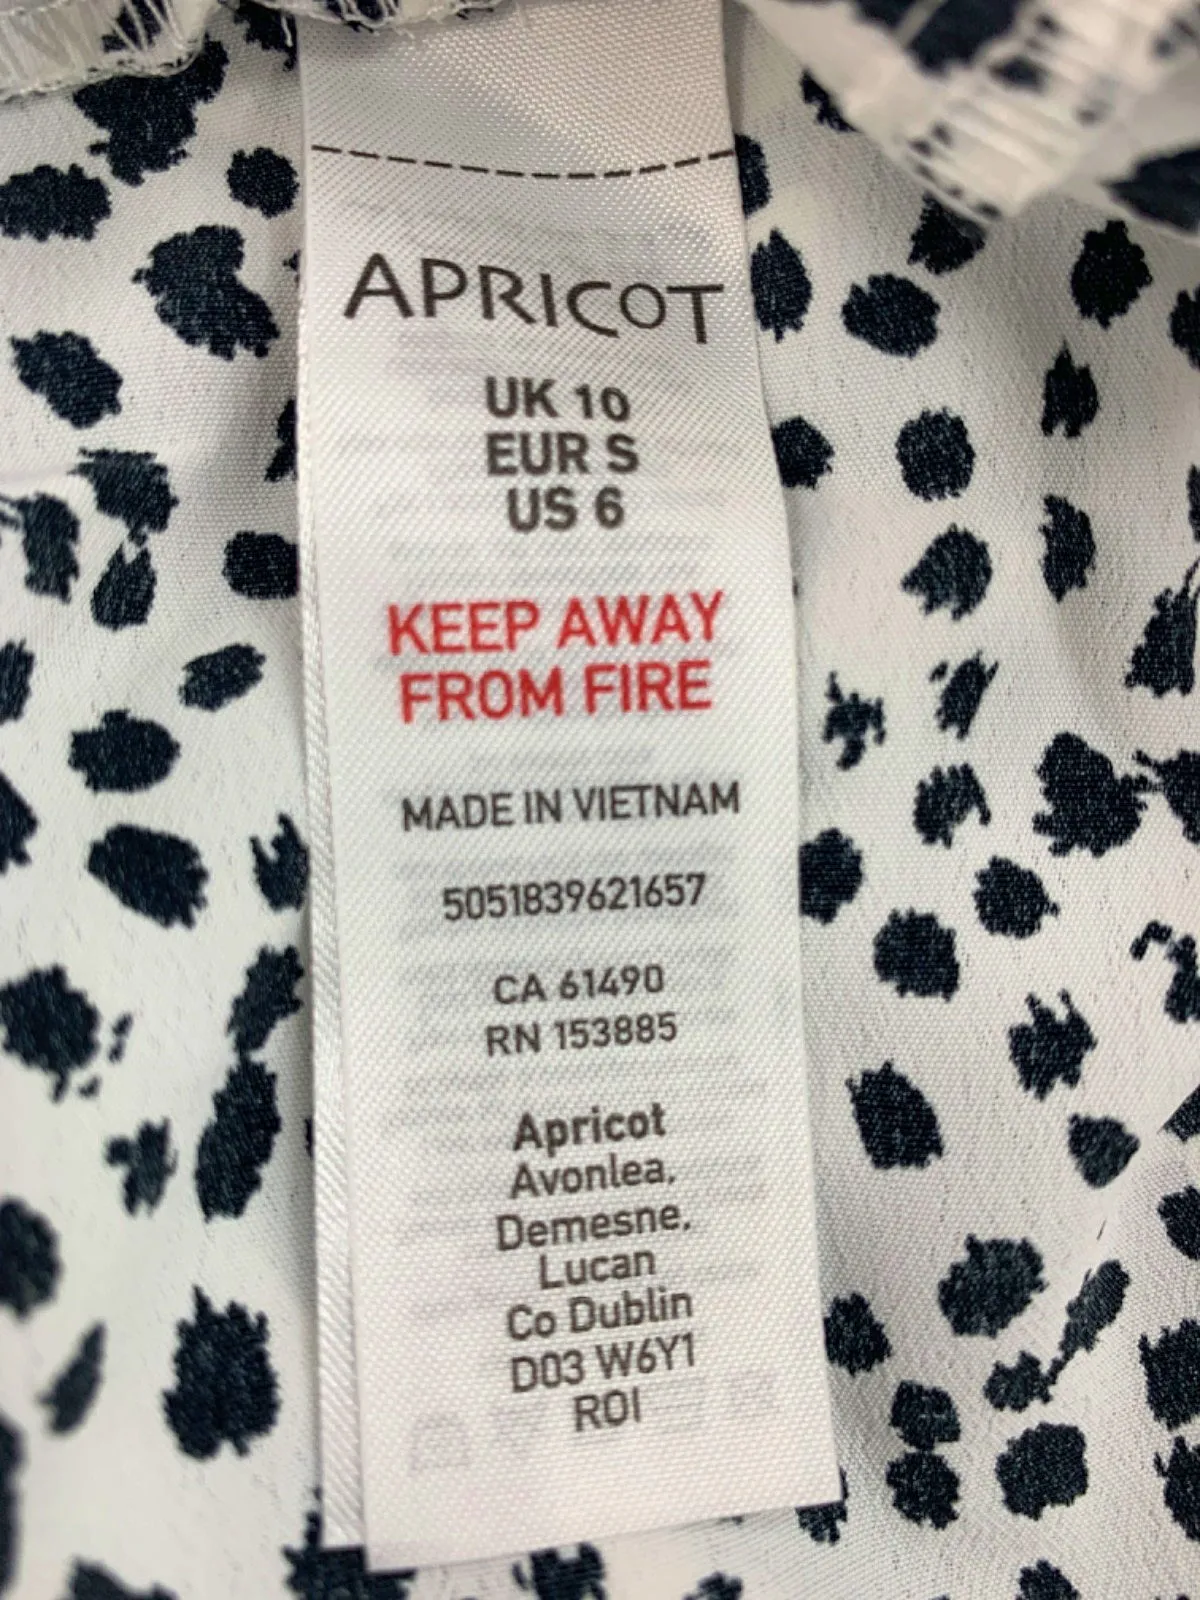 APRICOT
UK 10
EUR S
US 6
KEEP AWAY
FROM FIRE
MADE IN VIETNAM
5051839621657
CA 61490
RN 153885
Apricot
Avonlea,
Demesne,
Lucan
Co Dublin
D03 W6Y1
ROI